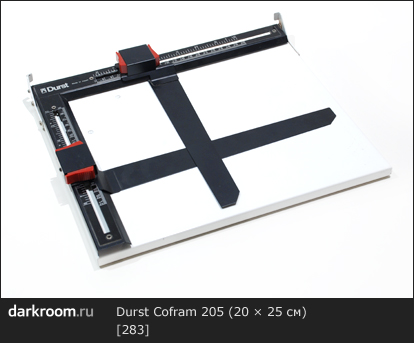 Durst
darkroom.ru
Durst Cofram 205 (20 × 25 см)
[283]